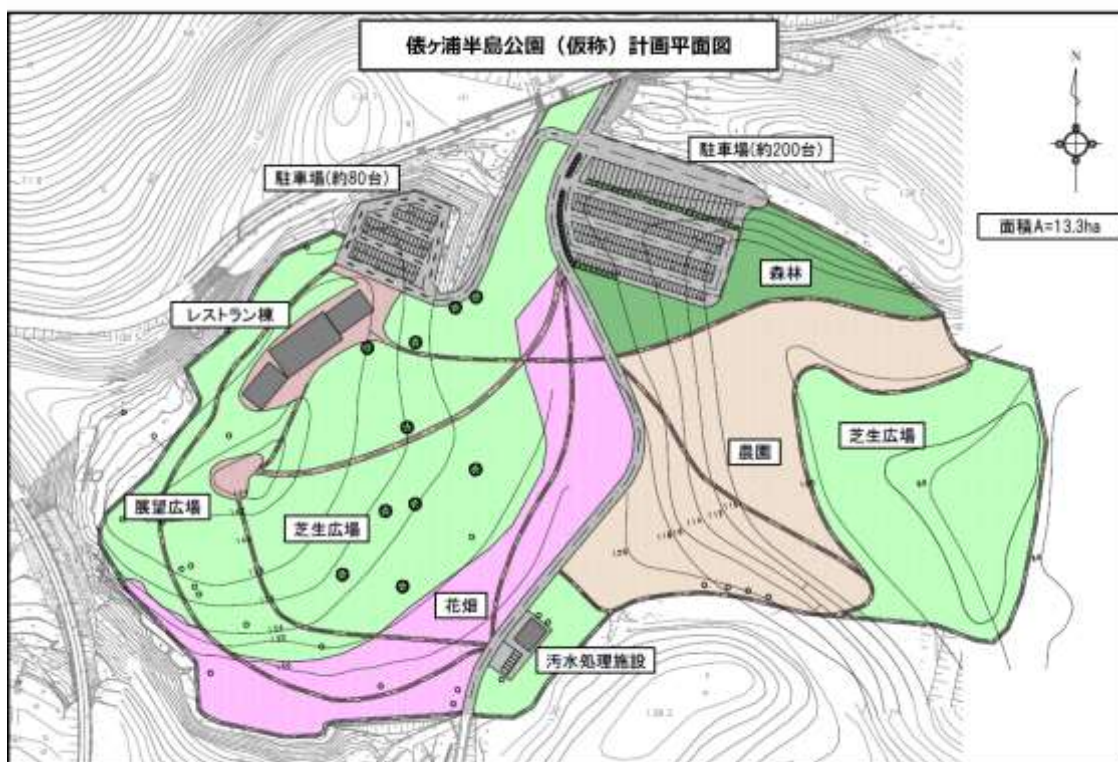 俵ヶ浦半島公園（仮称）計画平面図
N
駐車場(約200台)
駐車場(約80台)
面積A=13.3ha
森林
レストラン棟
芝生広場
農園
展望広場
芝生広場
花畑
汚水処理施設